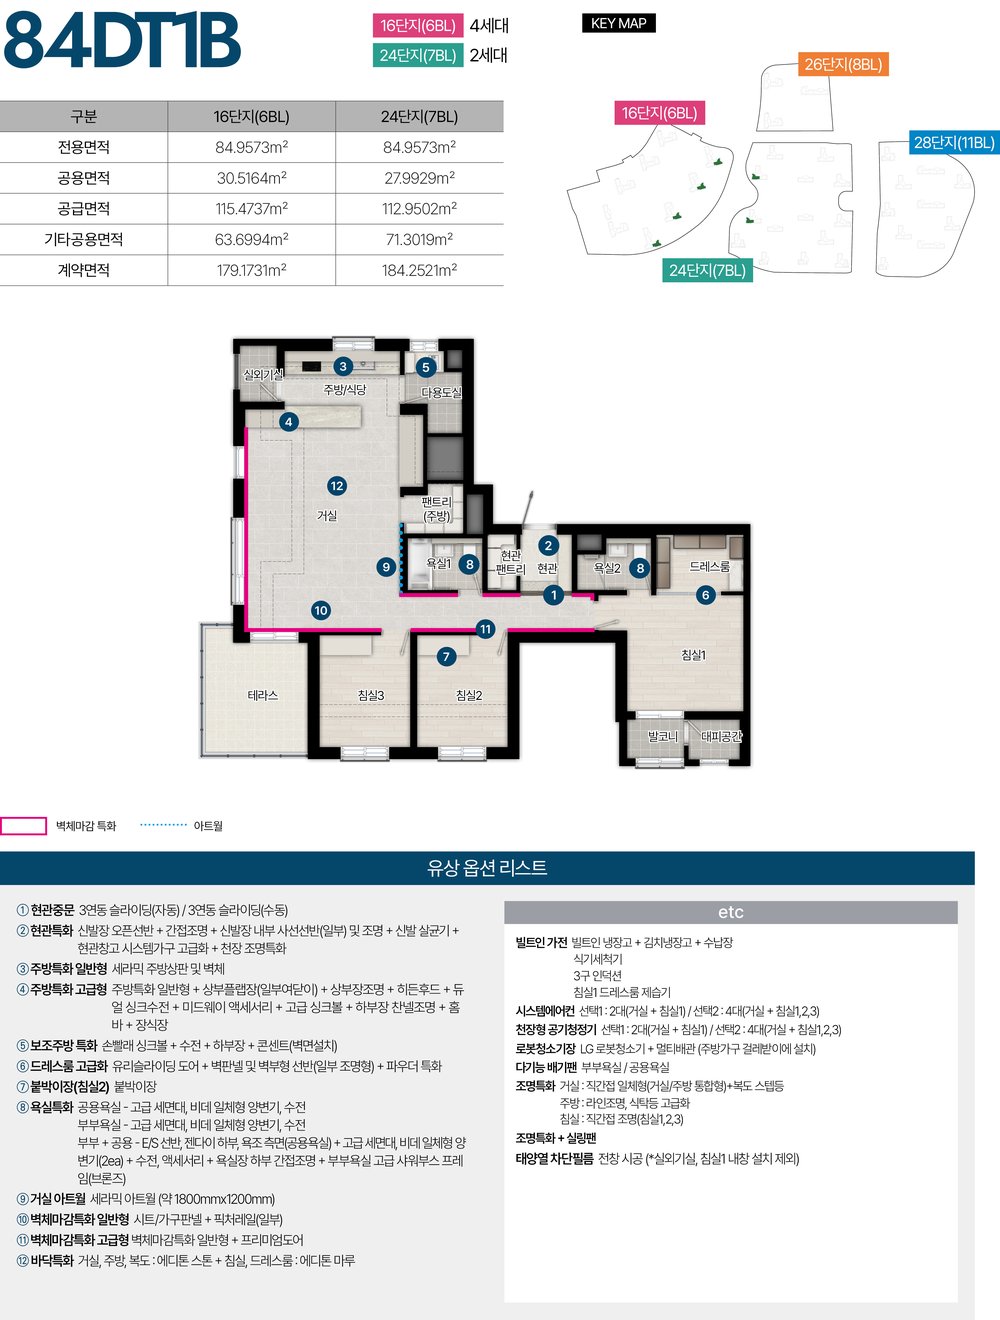 84DT1B
16단지(6BL) 4세대
24단지(7BL) 2세대
KEY MAP
26단지(8BL)
16단지(6BL)
28단지(11BL)
24단지(7BL)
구분 16단지(6BL) 24단지(7BL)
전용면적 84.9573m² 84.9573m²
공용면적 30.5164m² 27.9929m²
공급면적 115.4737m² 112.9502m²
기타공용면적 63.6994m² 71.3019m²
계약면적 179.1731m² 184.2521m²
실외기실
3
주방/식당
5
다용도실
4
12
거실
팬트리
(주방)
9
욕실1
8
현관
팬트리
2
현관
욕실2
8
드레스룸
1
6
10
11
7
침실1
테라스
침실3
침실2
발코니
대피공간
벽체마감 특화
아트월
유상 옵션 리스트
① 현관중문 3연동 슬라이딩(자동) / 3연동 슬라이딩(수동)
② 현관특화 신발장 오픈선반 + 간접조명 + 신발장 내부 사선선반(일부) 및 조명 + 신발 살균기 +
현관창고 시스템가구 고급화 + 천장 조명특화
③ 주방특화 일반형 세라믹 주방상판 및 벽체
④ 주방특화 고급형 주방특화 일반형 + 상부플랩장(일부여닫이) + 상부장조명 + 히든후드 + 듀
얼 싱크수전 + 미드웨이 액세서리 + 고급 싱크볼 + 하부장 찬넬조명 + 홈
바 + 장식장
⑤ 보조주방 특화 손빨래 싱크볼 + 수전 + 하부장 + 콘센트(벽면설치)
⑥ 드레스룸 고급화 유리슬라이딩 도어 + 벽판넬 및 벽부형 선반(일부 조명형) + 파우더 특화
⑦ 붙박이장(침실2) 붙박이장
⑧ 욕실특화 공용욕실 - 고급 세면대, 비데 일체형 양변기, 수전
부부욕실 - 고급 세면대, 비데 일체형 양변기, 수전
부부 + 공용 - E/S 선반, 젠다이 하부, 욕조 측면(공용욕실) + 고급 세면대, 비데 일체형 양
변기(2ea) + 수전, 액세서리 + 욕실장 하부 간접조명 + 부부욕실 고급 샤워부스 프레
임(브론즈)
⑨ 거실 아트월 세라믹 아트월 (약 1800mmx1200mm)
⑩ 벽체마감특화 일반형 시트/가구판넬 + 픽처레일(일부)
⑪ 벽체마감특화 고급형 벽체마감특화 일반형 + 프리미엄도어
⑫ 바닥특화 거실, 주방, 복도 : 에디톤 스톤 + 침실, 드레스룸 : 에디톤 마루
etc
빌트인 가전 빌트인 냉장고 + 김치냉장고 + 수납장
식기세척기
3구 인덕션
침실1 드레스룸 제습기
시스템에어컨 선택1 : 2대(거실 + 침실1) / 선택2 : 4대(거실 + 침실1,2,3)
천장형 공기청정기 선택1 : 2대(거실 + 침실1) / 선택2 : 4대(거실 + 침실1,2,3)
로봇청소기장 LG 로봇청소기 + 멀티배관 (주방가구 걸레받이에 설치)
다기능 배기팬 부부욕실 / 공용욕실
조명특화 거실 : 직간접 일체형(거실/주방 통합형)+복도 스텝등
주방 : 라인조명, 식탁등 고급화
침실 : 직간접 조명(침실1,2,3)
조명특화 + 실링팬
태양열 차단필름 전창 시공 (*실외기실, 침실1 내창 설치 제외)